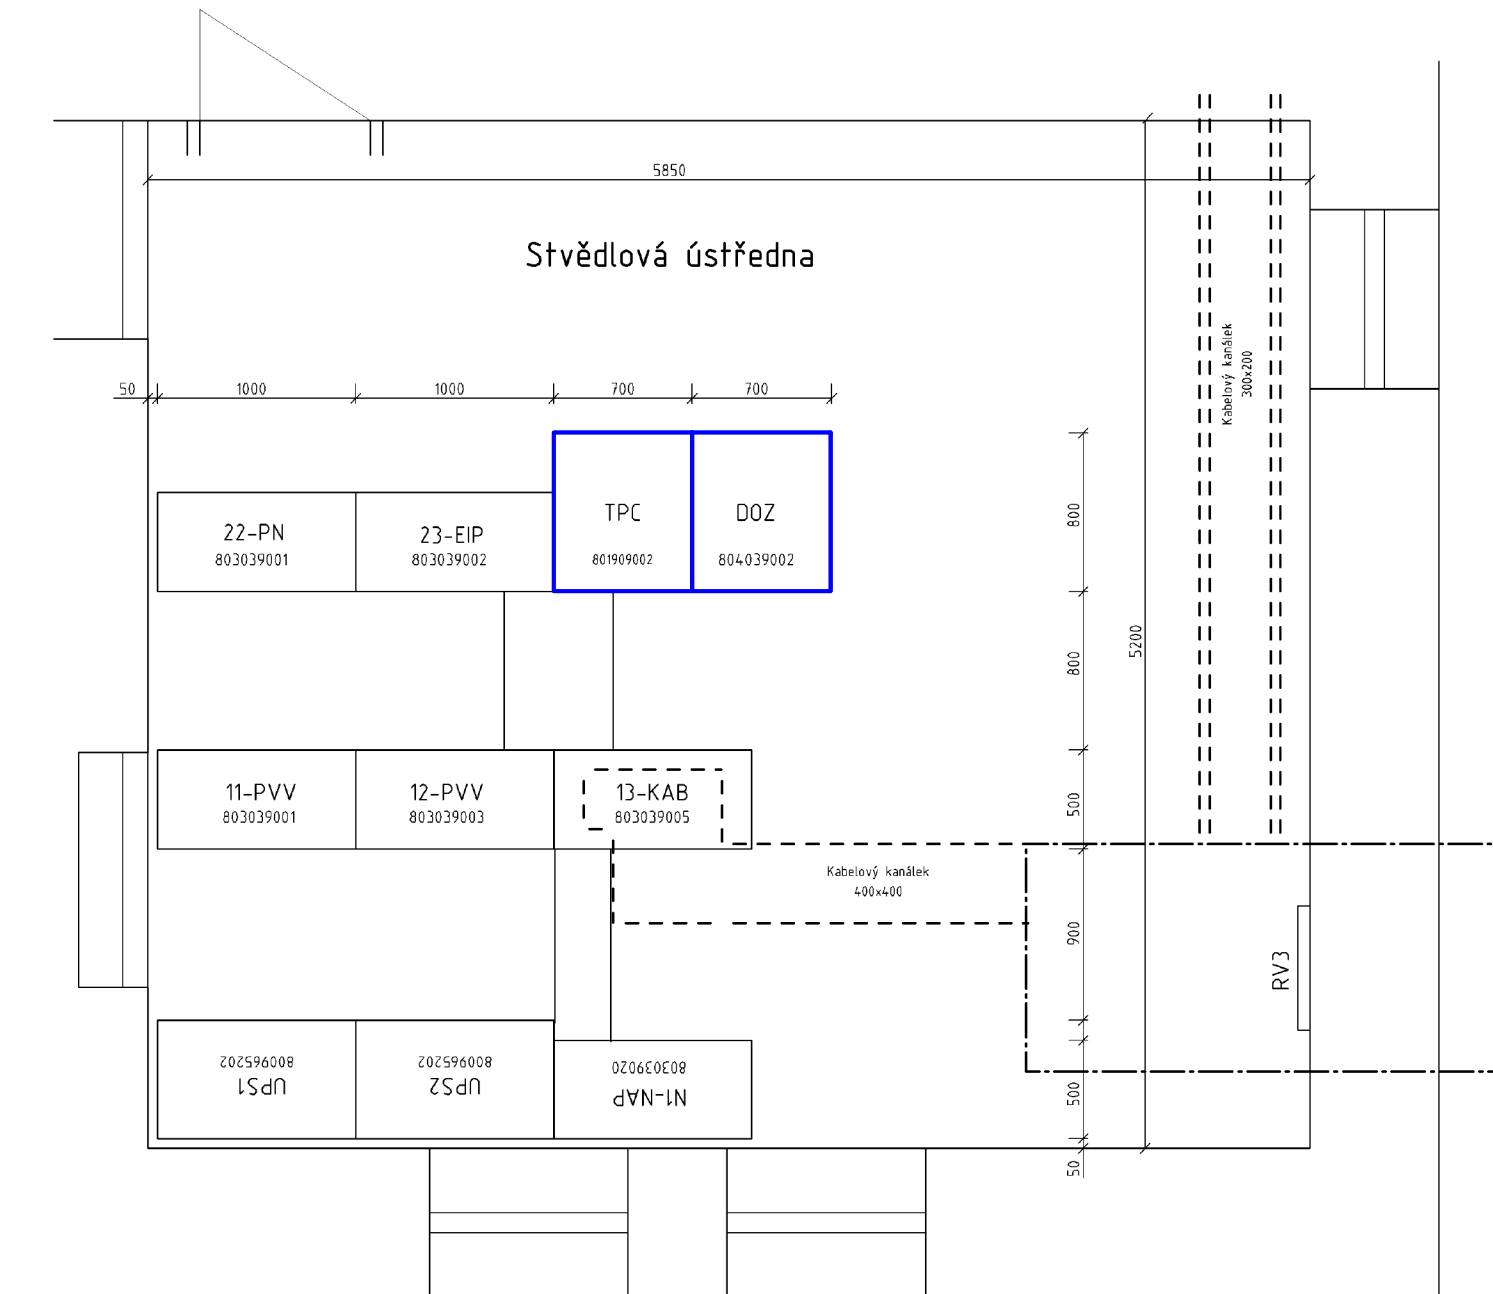 5850
Stvědlová ústředna
Kabelový kanálek
300x200
50
1000
1000
700
700
TPC
801909002
DOZ
804039002
22-PN
803039001
23-EIP
803039002
800
800
5200
11-PVV
803039001
12-PVV
803039003
13-KAB
803039005
500
Kabelový kanálek
400x400
900
RV3
UPS1
800965202
UPS2
800965202
N1-NAP
803039020
500
50